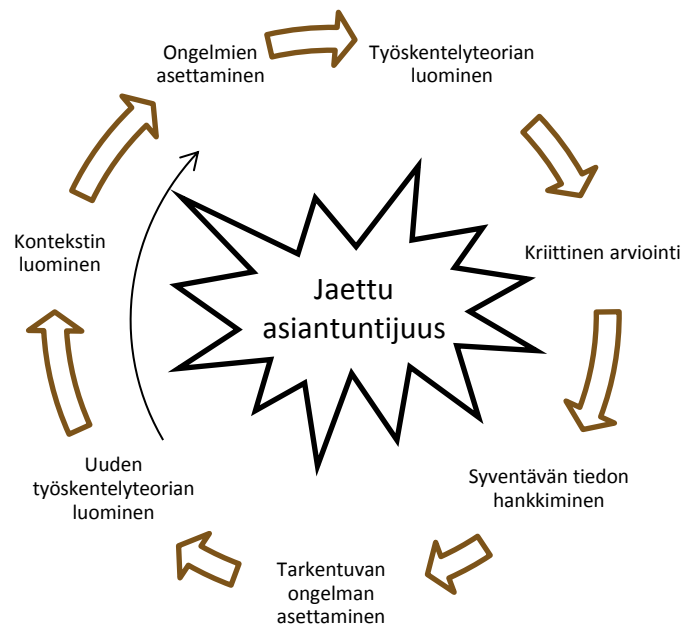 Ongelmien
asettaminen
Työskentelyteorian
luominen
Kriittinen arviointi
Syventävän tiedon
hankkiminen
Tarkentuvan
ongelman
asettaminen
Uuden
työskentelyteorian
luominen
Kontekstin
luominen
Jaettu
asiantuntijuus